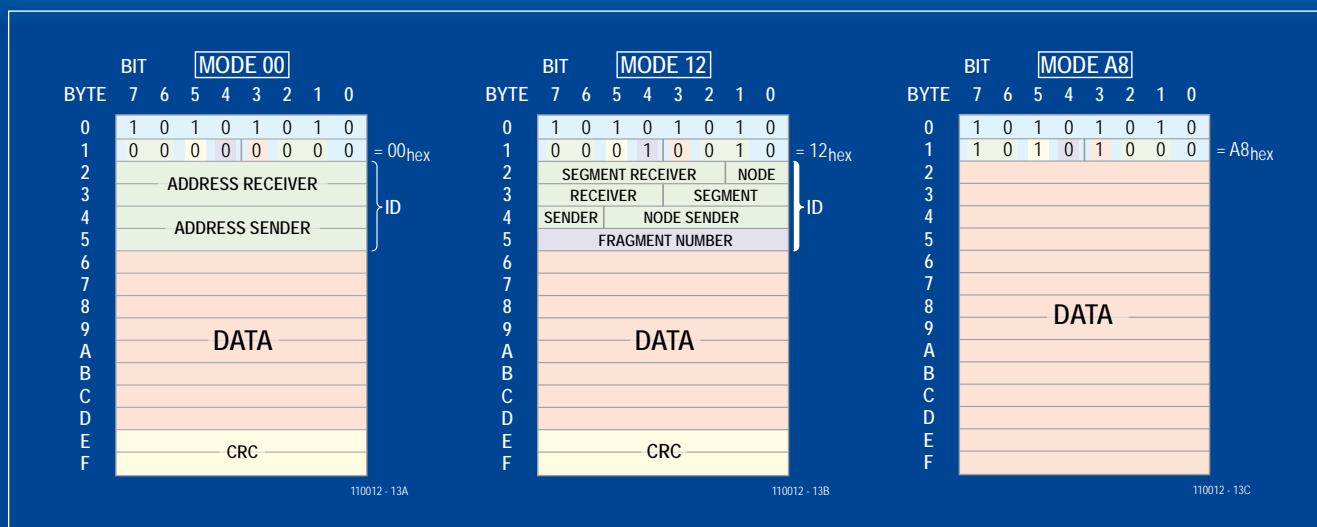 BIT MODE 00
BYTE 7 6 5 4 3 2 1 0
0 1 0 1 0 1 0 1 0
1 0 0 0 0 0 0 0 0 = 00hex
2
ADDRESS RECEIVER
3
4
ADDRESS SENDER
5
ID
6
7
8
9
DATA
A
B
C
D
E
CRC
F
110012 - 13A
BIT MODE 12
BYTE 7 6 5 4 3 2 1 0
0 1 0 1 0 1 0 1 0
1 0 0 0 1 0 0 1 0 = 12hex
2 SEGMENT RECEIVER NODE
3 RECEIVER SEGMENT
4 SENDER NODE SENDER
5 FRAGMENT NUMBER
ID
6
7
8
9
DATA
A
B
C
D
E
CRC
F
110012 - 13B
BIT MODE A8
BYTE 7 6 5 4 3 2 1 0
0 1 0 1 0 1 0 1 0
1 1 0 1 0 1 0 0 0 = A8hex
2
3
4
5
6
7
8
DATA
9
A
B
C
D
E
F
110012 - 13C